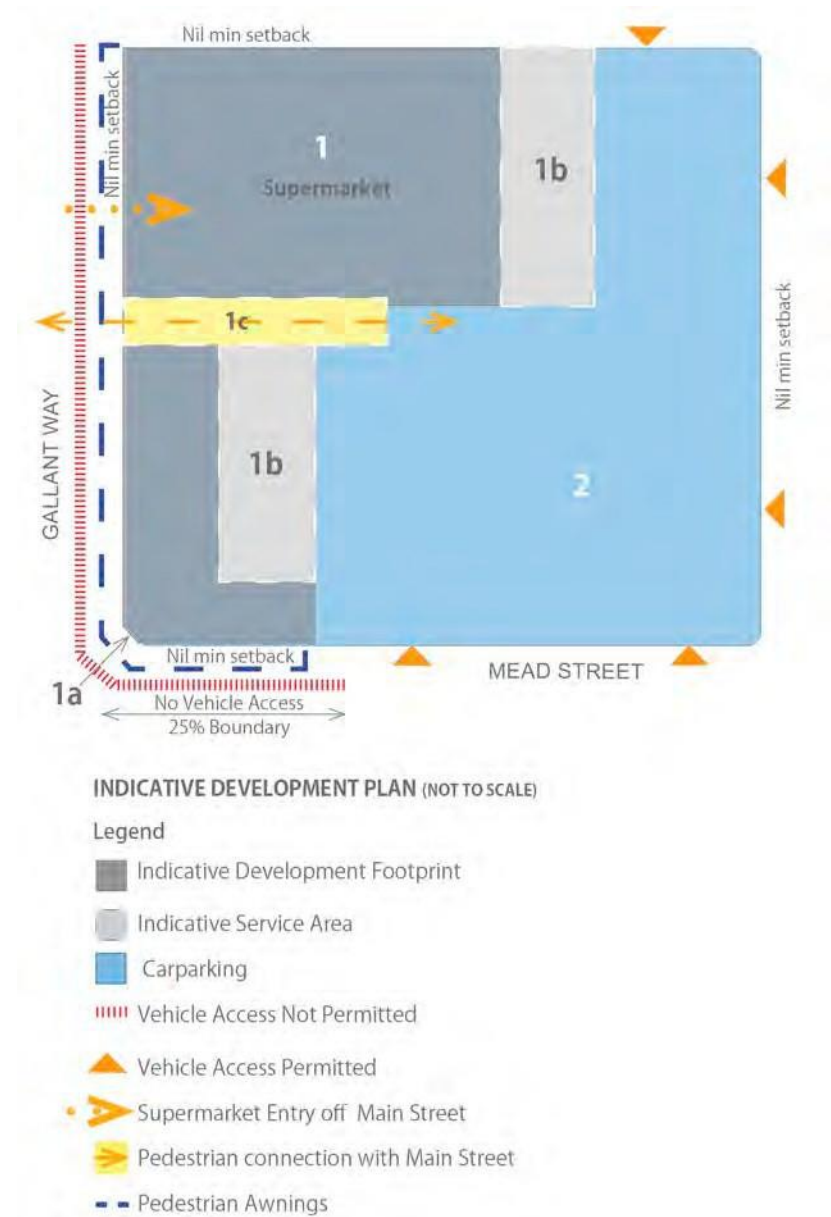 Nil min setback
Nil min setback
1
Supermarket
1b
1c
GALLANT WAY
1b
2
Nil min setback
Nil min setback
MEAD STREET
1a
No Vehicle Access
25% Boundary
INDICATIVE DEVELOPMENT PLAN (NOT TO SCALE)
Legend
Indicative Development Footprint
Indicative Service Area
Carparking
Vehicle Access Not Permitted
Vehicle Access Permitted
Supermarket Entry off Main Street
Pedestrian connection with Main Street
Pedestrian Awnings